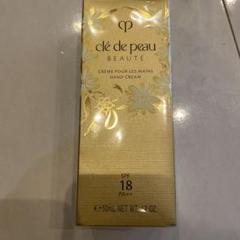 clé de peau
BEAUTÉ
CRÈME POUR LES MAINS
HAND CREAM
SPF
18
PA++